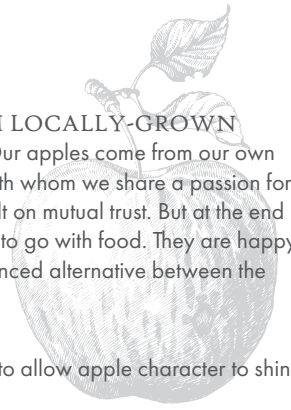 LOCALLY-GROWN
Our apples come from our own
th whom we share a passion for
lt on mutual trust. But at the end
to go with food. They are happy
nced alternative between the
to allow apple character to shin